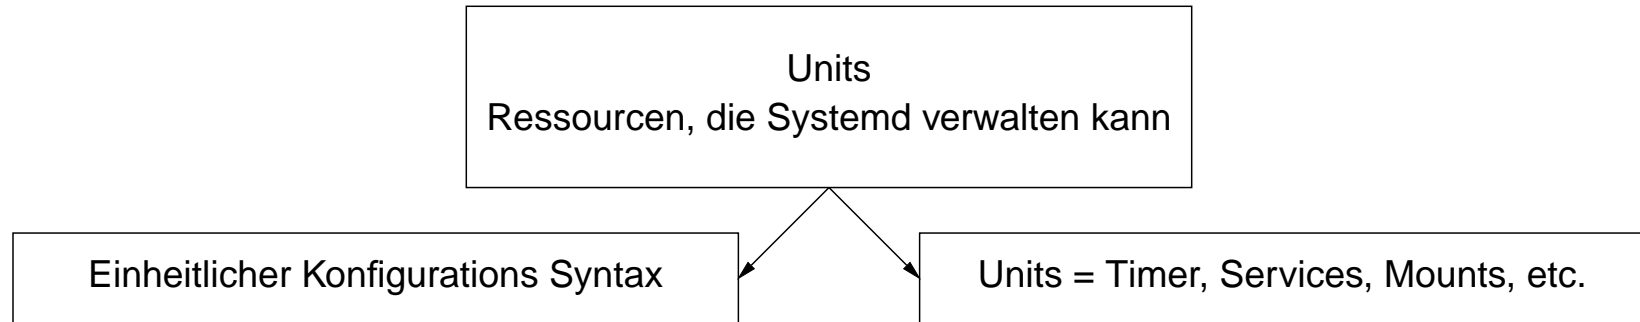 Units
Ressourcen, die Systemd verwalten kann
Einheitlicher Konfigurations Syntax
Units = Timer, Services, Mounts, etc.